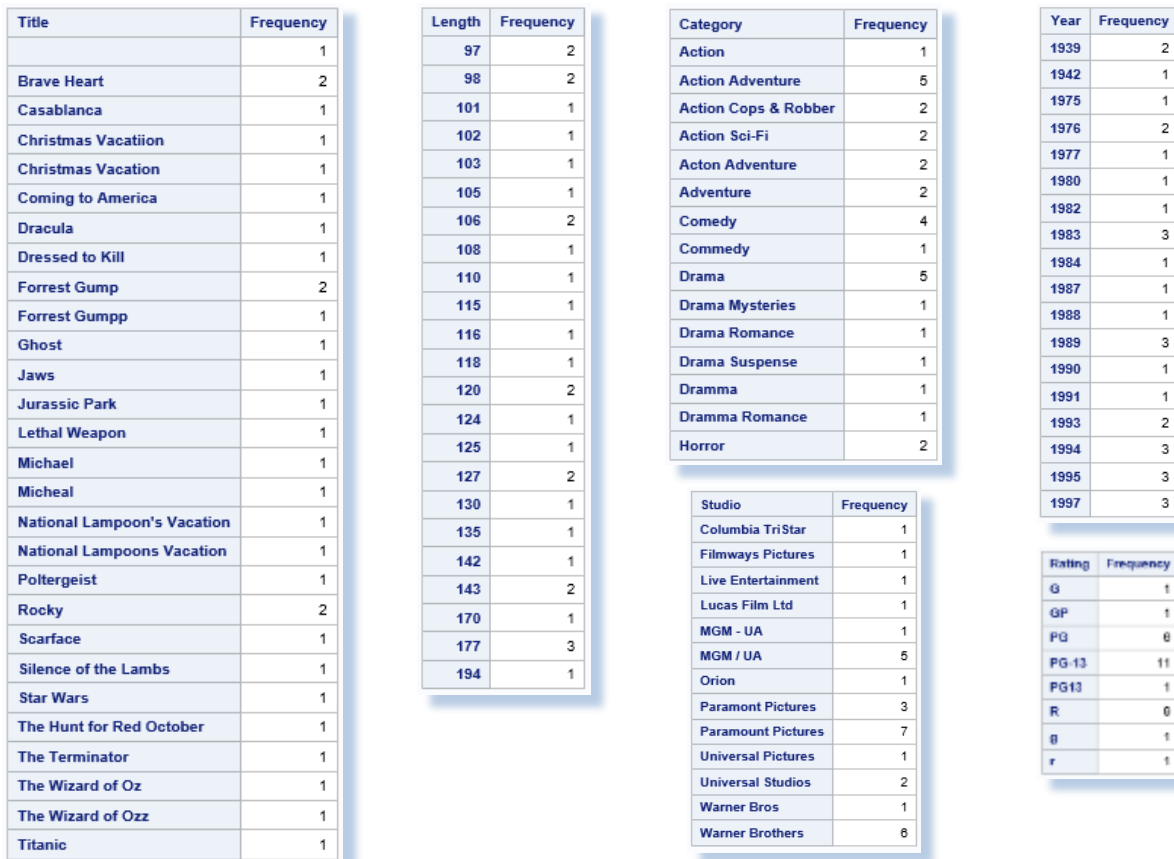 Title Frequency
1
Brave Heart 2
Casablanca 1
Christmas Vacatiion 1
Christmas Vacation 1
Coming to America 1
Dracula 1
Dressed to Kill 1
Forrest Gump 2
Forrest Gumpp 1
Ghost 1
Jaws 1
Jurassic Park 1
Lethal Weapon 1
Michael 1
Micheal 1
National Lampoon's Vacation 1
National Lampoons Vacation 1
Poltergeist 1
Rocky 2
Scarface 1
Silence of the Lambs 1
Star Wars 1
The Hunt for Red October 1
The Terminator 1
The Wizard of Oz 1
The Wizard of Ozz 1
Titanic 1
Length Frequency
97 2
98 2
101 1
102 1
103 1
105 1
106 2
108 1
110 1
115 1
116 1
118 1
120 2
124 1
125 1
127 2
130 1
135 1
142 1
143 2
170 1
177 3
194 1
Category Frequency
Action 1
Action Adventure 5
Action Cops & Robber 2
Action Sci-Fi 2
Acton Adventure 2
Adventure 2
Comedy 4
Commedy 1
Drama 5
Drama Mysteries 1
Drama Romance 1
Drama Suspense 1
Dramma 1
Dramma Romance 1
Horror 2
Studio Frequency
Columbia TriStar 1
Filmways Pictures 1
Live Entertainment 1
Lucas Film Ltd 1
MGM - UA 1
MGM / UA 5
Orion 1
Paramont Pictures 3
Paramount Pictures 7
Universal Pictures 1
Universal Studios 2
Warner Bros 1
Warner Brothers 6
Year Frequency
1939 2
1942 1
1975 1
1976 2
1977 1
1980 1
1982 1
1983 3
1984 1
1987 1
1988 1
1989 3
1990 1
1991 1
1993 2
1994 3
1995 3
1997 3
Rating Frequency
G 1
GP 1
PG
PG-13 11
PG13 1
R
g 1
r 1